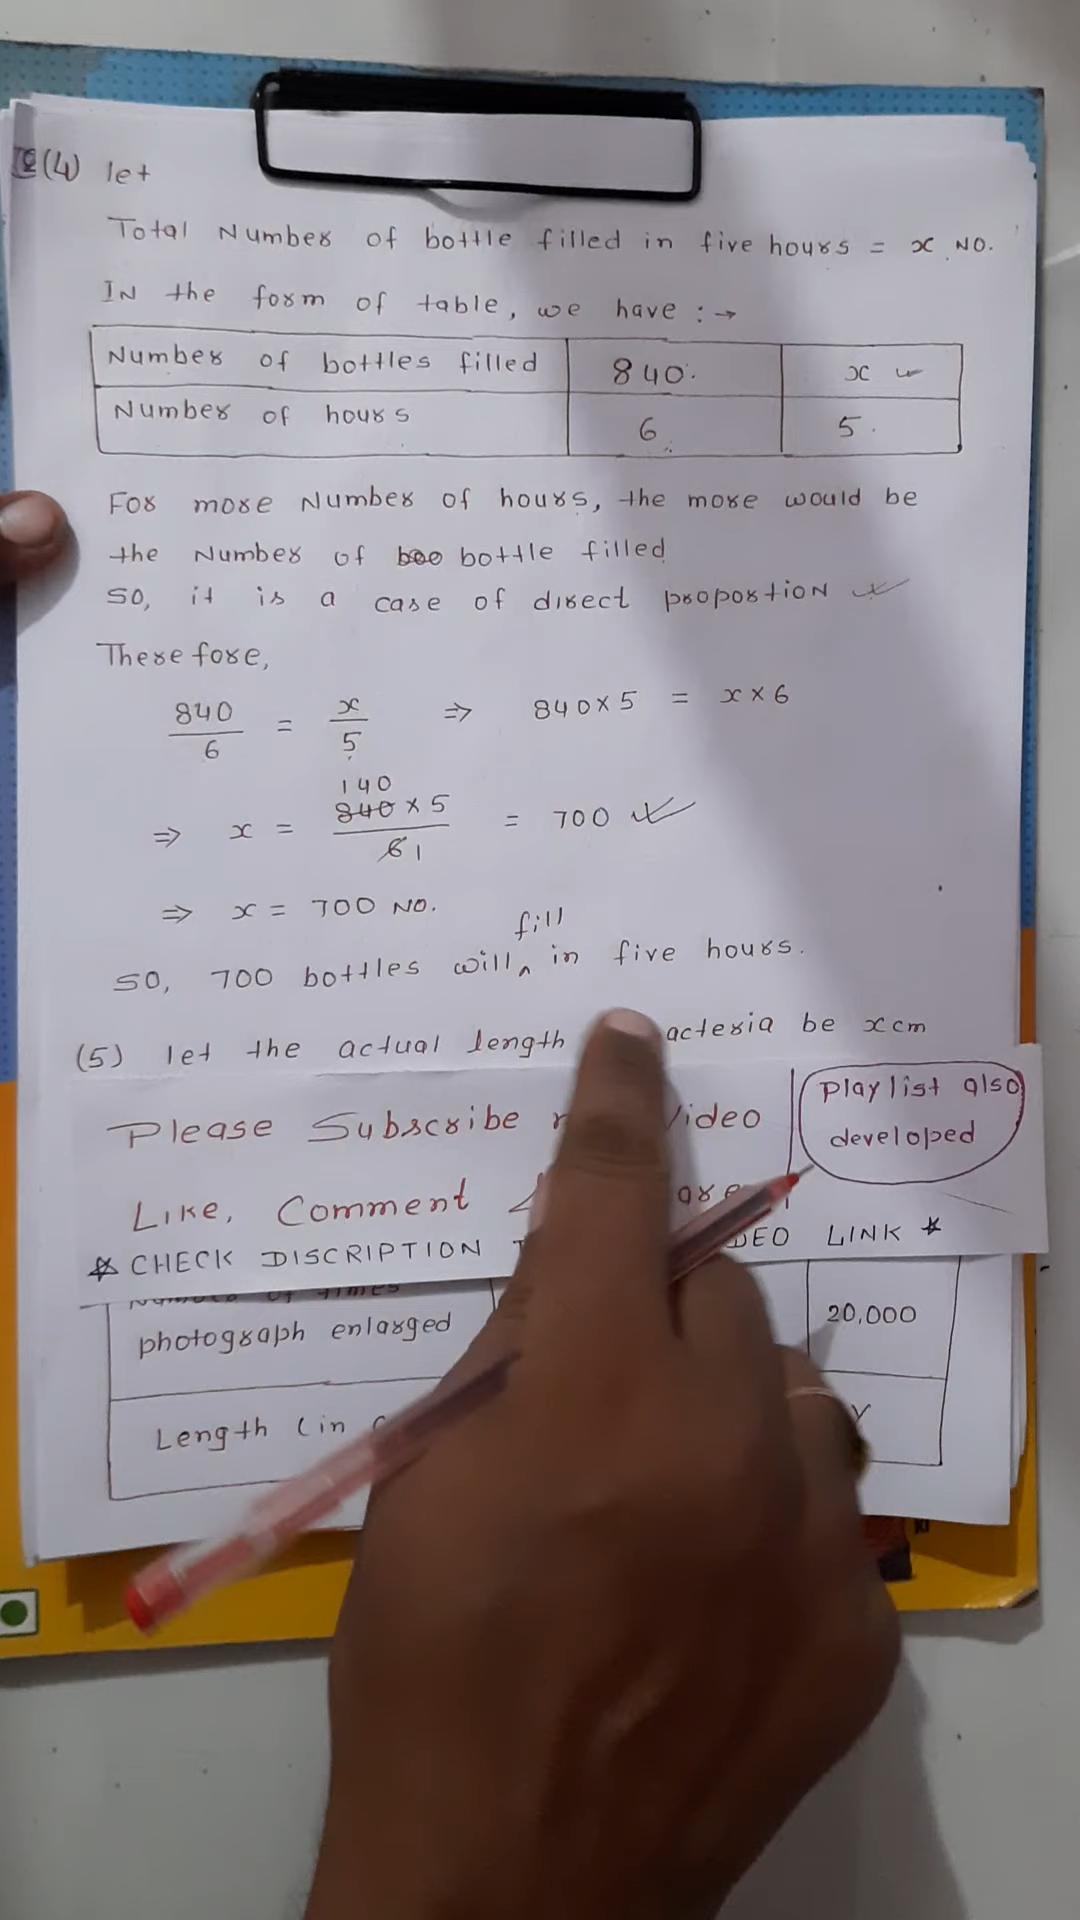 (4) let
Total Number of bottle filled in five hours = x NO.
IN the form of table, we have : →
Number of bottles filled 840 x
Number of hours 6 5
For more Number of hours, the more would be
the Number of bottle filled
So, it is a case of direct proportion
Therefore,
840/6 = x/5 ⇒ 840 × 5 = x × 6
140
⇒ x = 840 × 5 / 6 1 = 700
⇒ x = 700 NO.
fill
So, 700 bottles will ^ in five hours.
(5) let the actual length acteria be x cm
Please Subscribe Video
Playlist also
developed
Like, Comment
* CHECK DISCRIPTION LINK *
photograph enlarged 20,000
Length (in